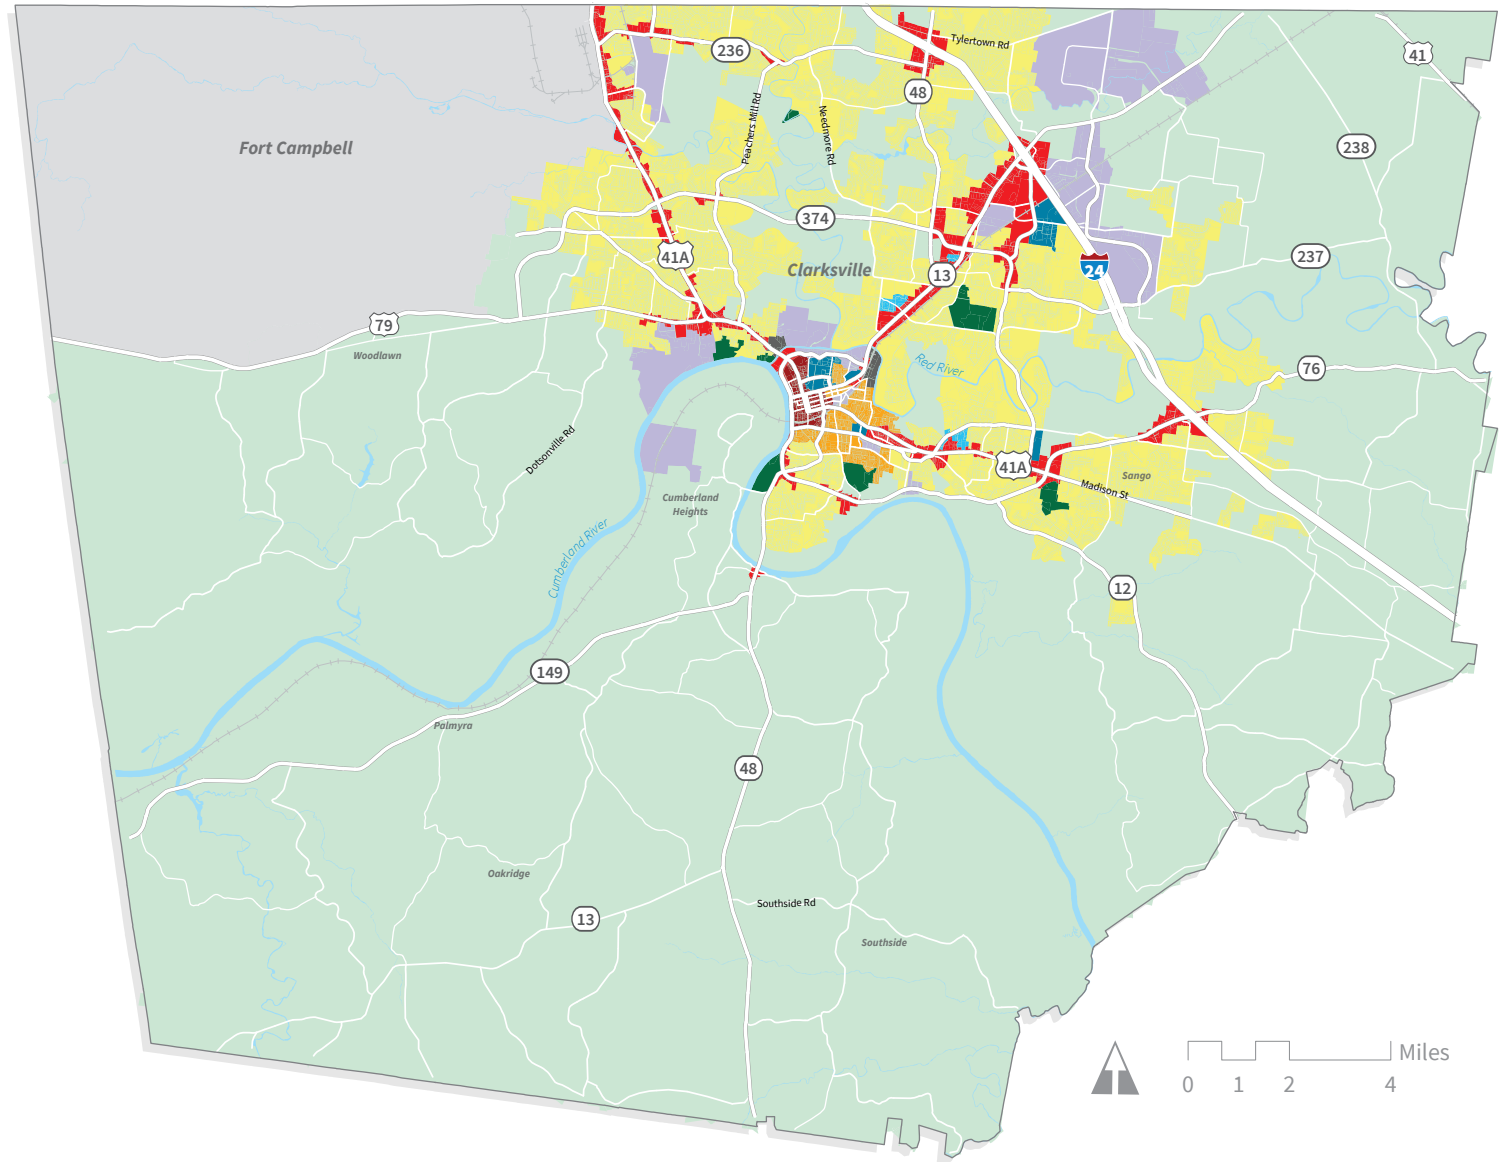 Tylertown Rd
236
41
48
Peachers Mill Rd
Needmore Rd
Fort Campbell
238
374
41A
Clarksville
13
24
237
79
Woodlawn
Red River
76
Dotsonville Rd
41A
Sango
Madison St
Cumberland
Heights
Cumberland River
12
149
Palmyra
48
Oakridge
13
Southside Rd
Southside
Miles
0 1 2 4